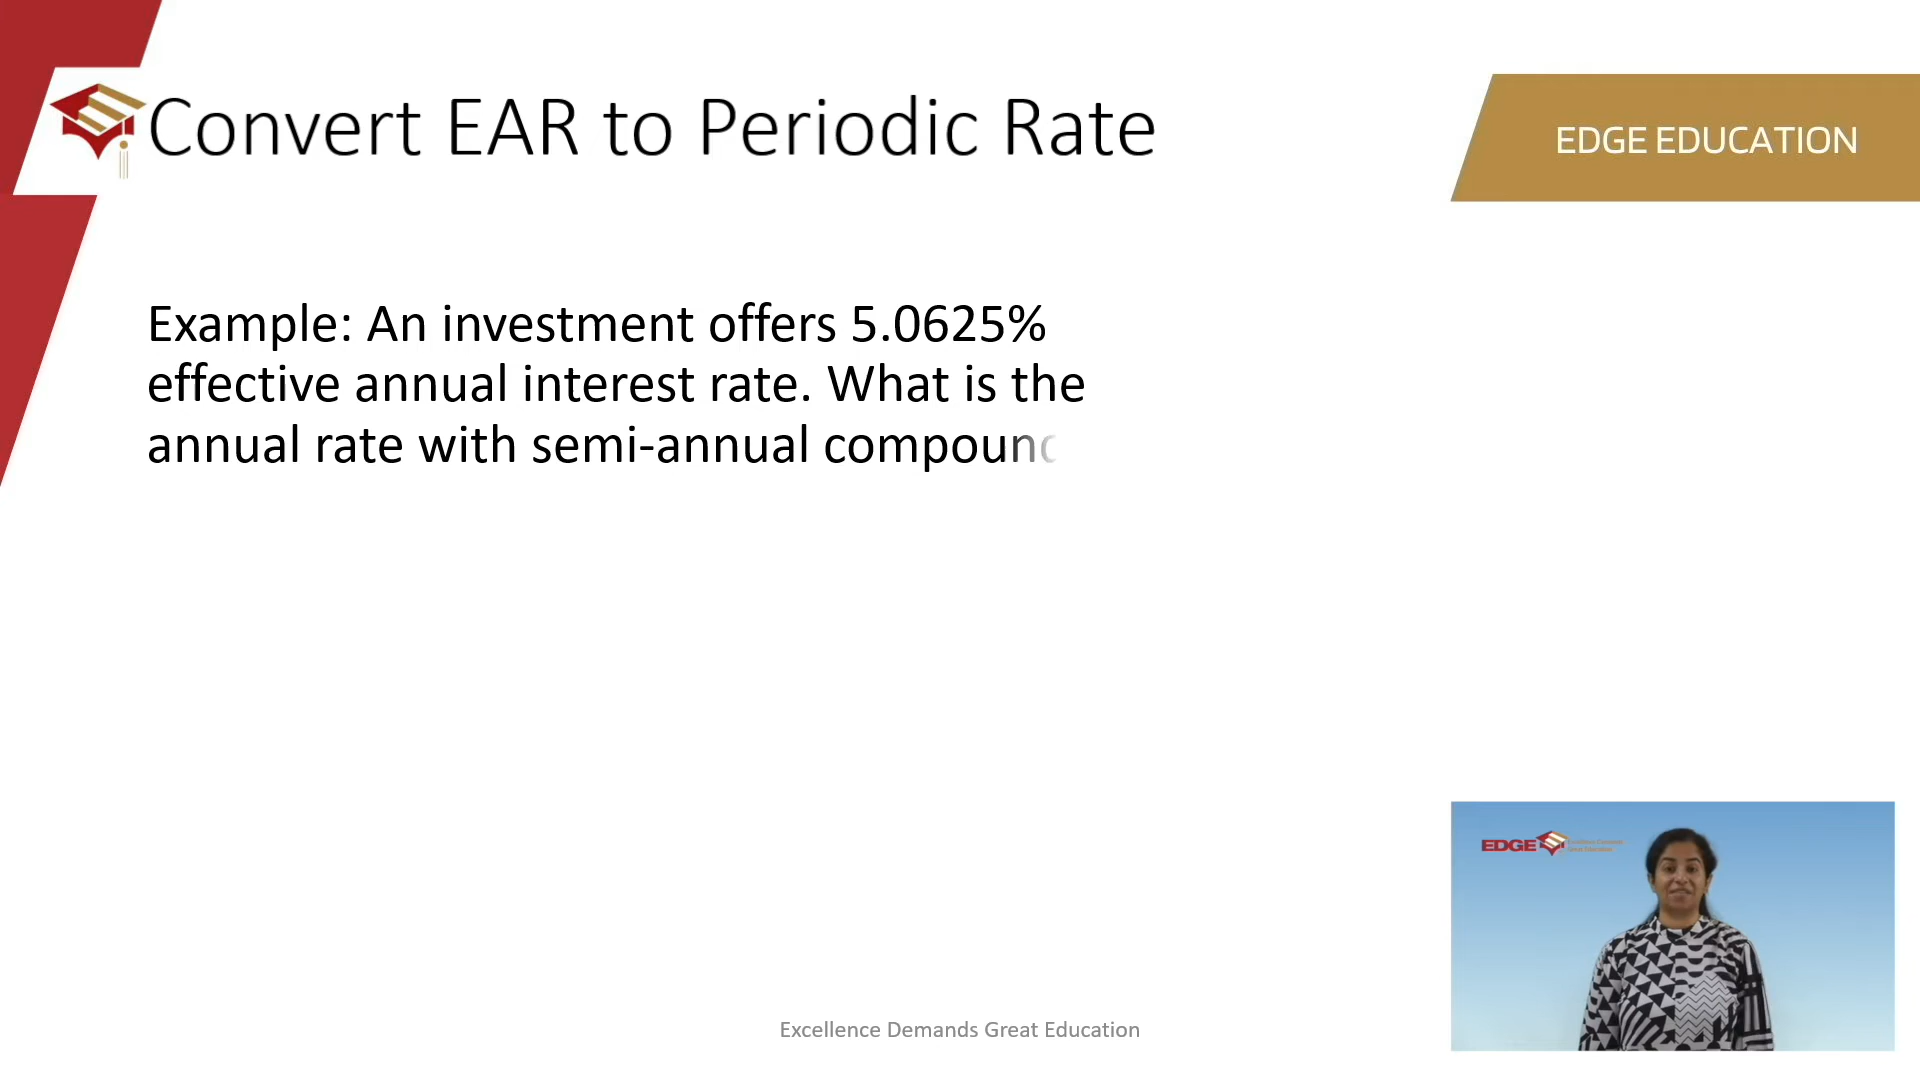 Convert EAR to Periodic Rate
EDGE EDUCATION
Example: An investment offers 5.0625%
effective annual interest rate. What is the
annual rate with semi-annual compound
EDGE
Excellence Demands Great Education